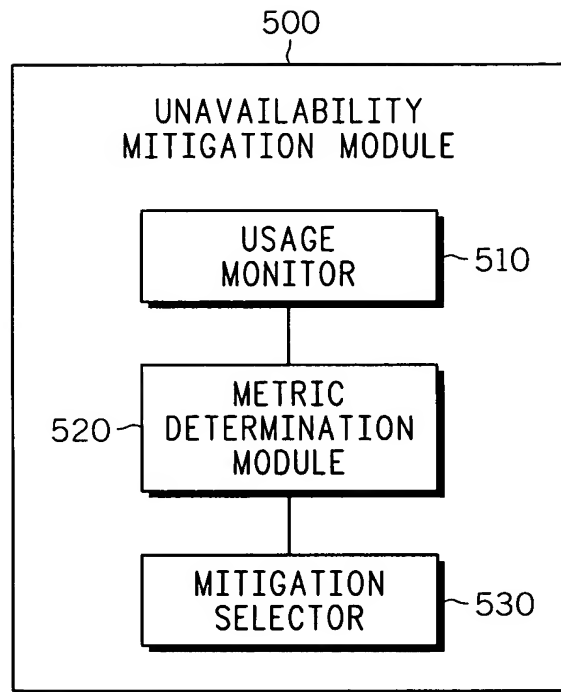 500
UNAVAILABILITY
MITIGATION MODULE
USAGE
MONITOR
510
METRIC
DETERMINATION
MODULE
520
MITIGATION
SELECTOR
530